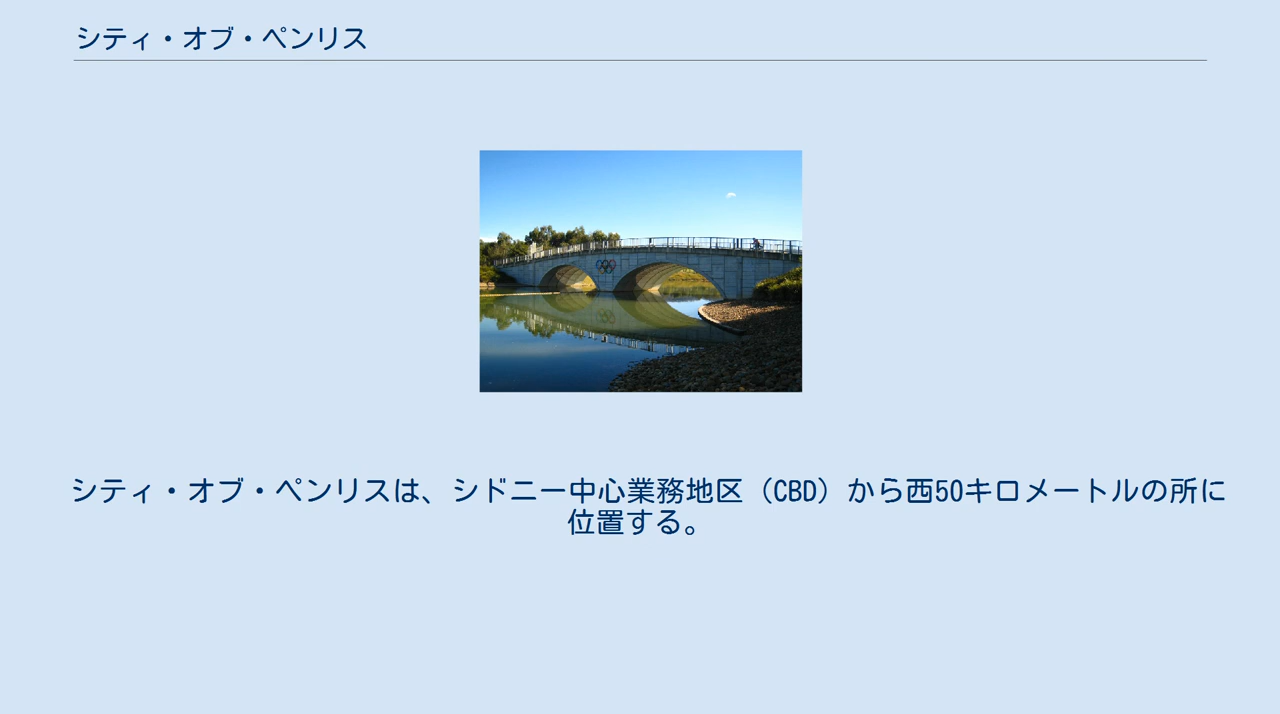 シティ・オブ・ペンリス
シティ・オブ・ペンリスは、シドニー中心業務地区（CBD）から西50キロメートルの所に
位置する。